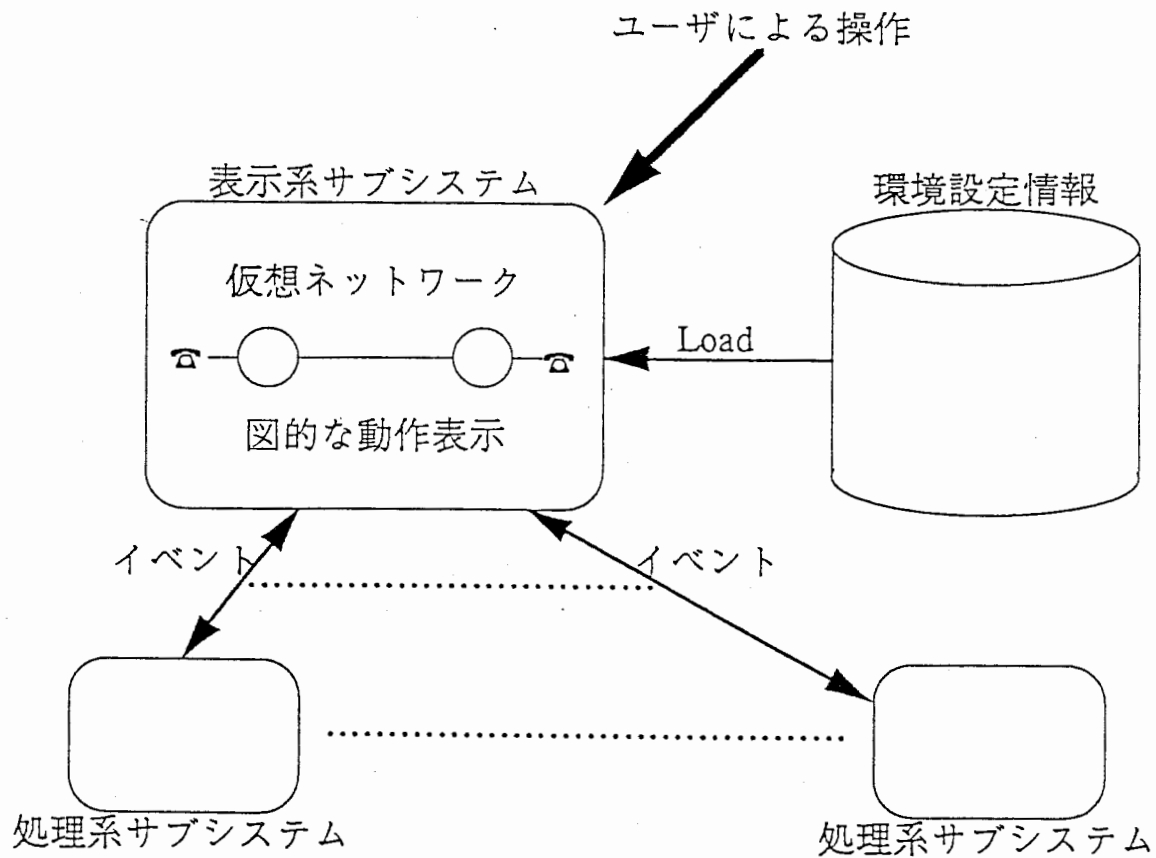 ユーザによる操作
表示系サブシステム
環境設定情報
仮想ネットワーク
Load
図的な動作表示
イベント
イベント
処理系サブシステム
処理系サブシステム